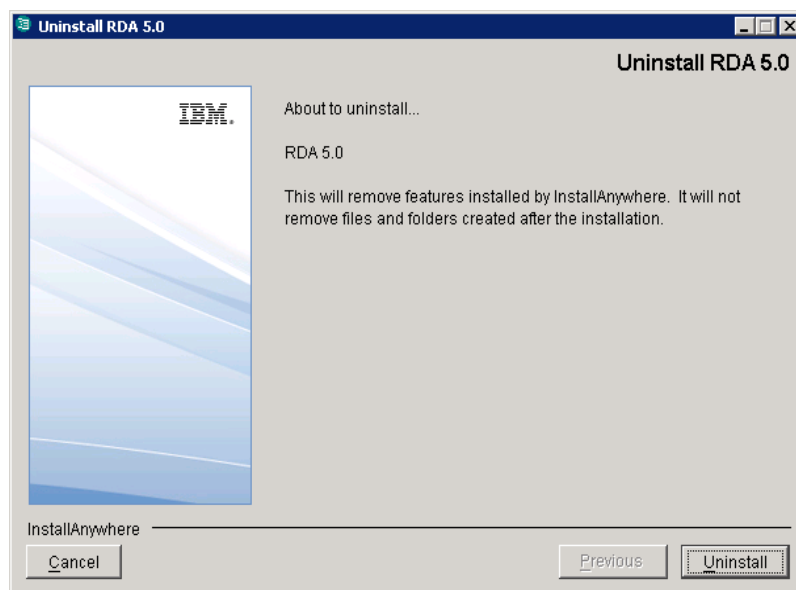 Uninstall RDA 5.0
Uninstall RDA 5.0
IBM.
About to uninstall...
RDA 5.0
This will remove features installed by InstallAnywhere.  It will not
remove files and folders created after the installation.
InstallAnywhere
Cancel
Previous
Uninstall